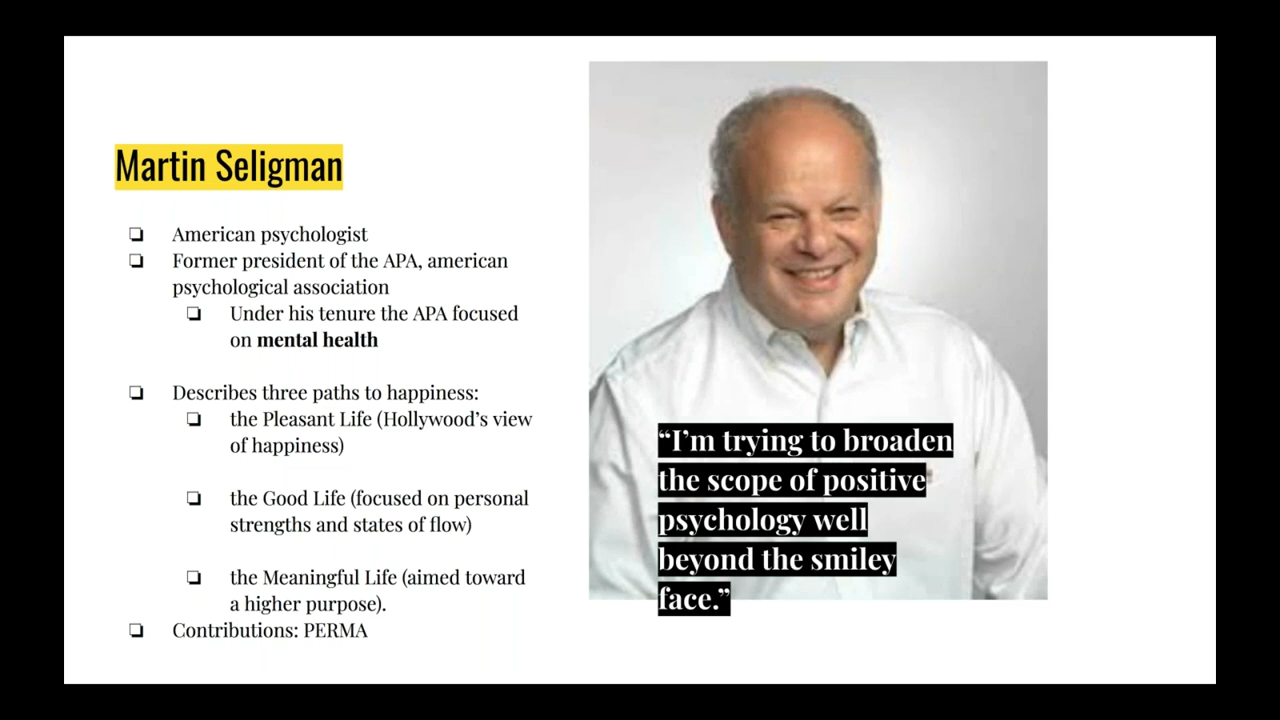 Martin Seligman
❏ American psychologist
❏ Former president of the APA, american
psychological association
❏ Under his tenure the APA focused
on mental health
❏ Describes three paths to happiness:
❏ the Pleasant Life (Hollywood’s view
of happiness)
❏ the Good Life (focused on personal
strengths and states of flow)
❏ the Meaningful Life (aimed toward
a higher purpose).
❏ Contributions: PERMA
“I’m trying to broaden
the scope of positive
psychology well
beyond the smiley
face.”